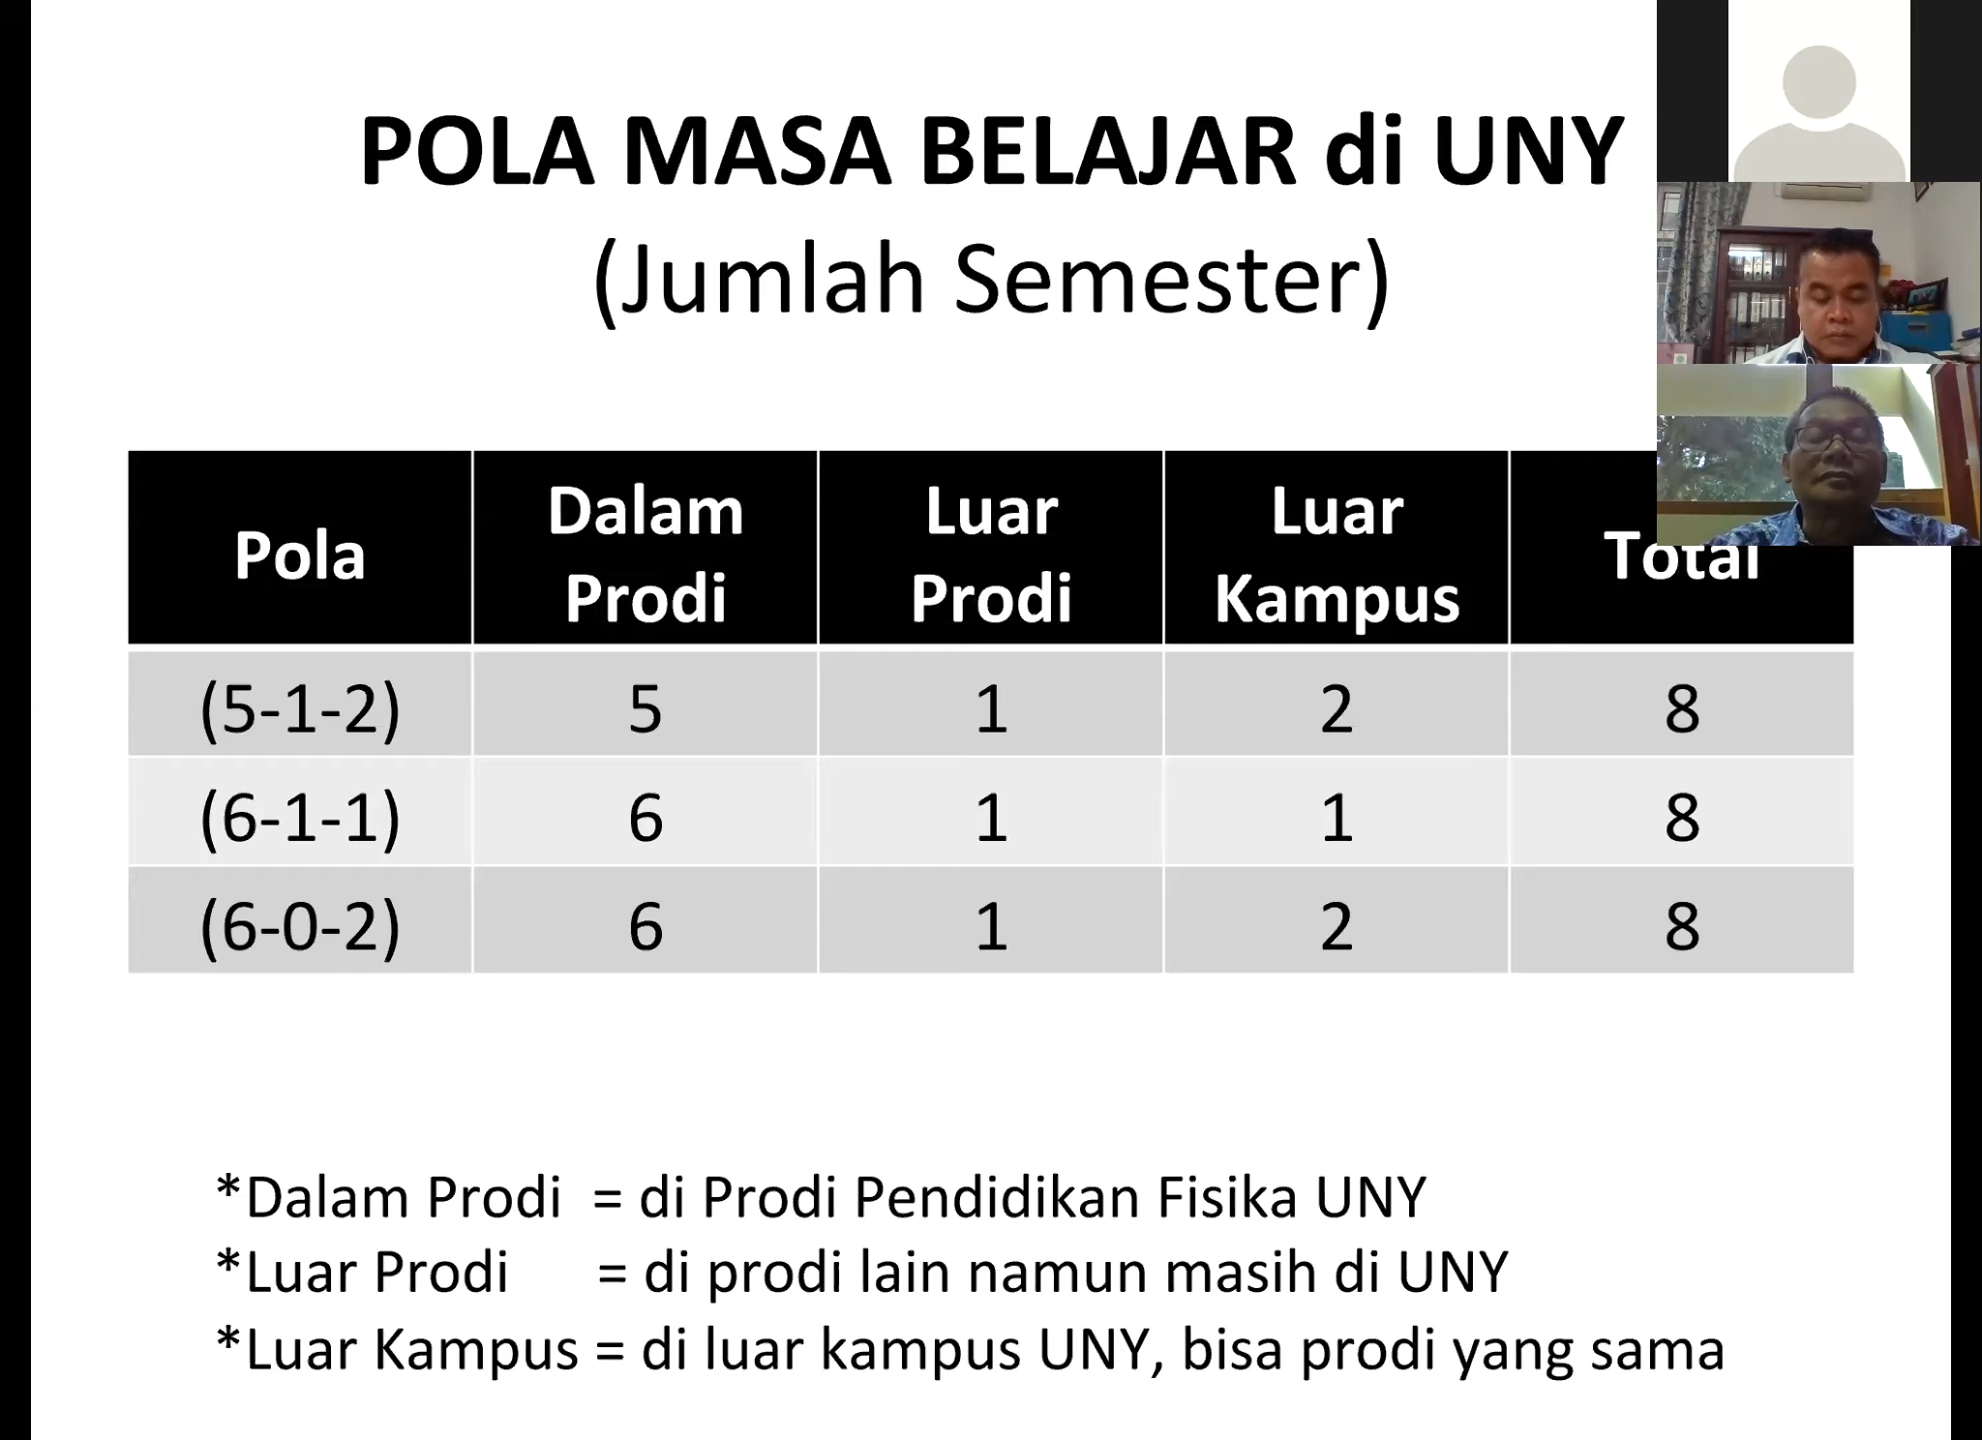 POLA MASA BELAJAR di UNY
(Jumlah Semester)
Pola Dalam Prodi Luar Prodi Luar Kampus Total
(5-1-2) 5 1 2 8
(6-1-1) 6 1 1 8
(6-0-2) 6 1 2 8
*Dalam Prodi = di Prodi Pendidikan Fisika UNY
*Luar Prodi = di prodi lain namun masih di UNY
*Luar Kampus = di luar kampus UNY, bisa prodi yang sama